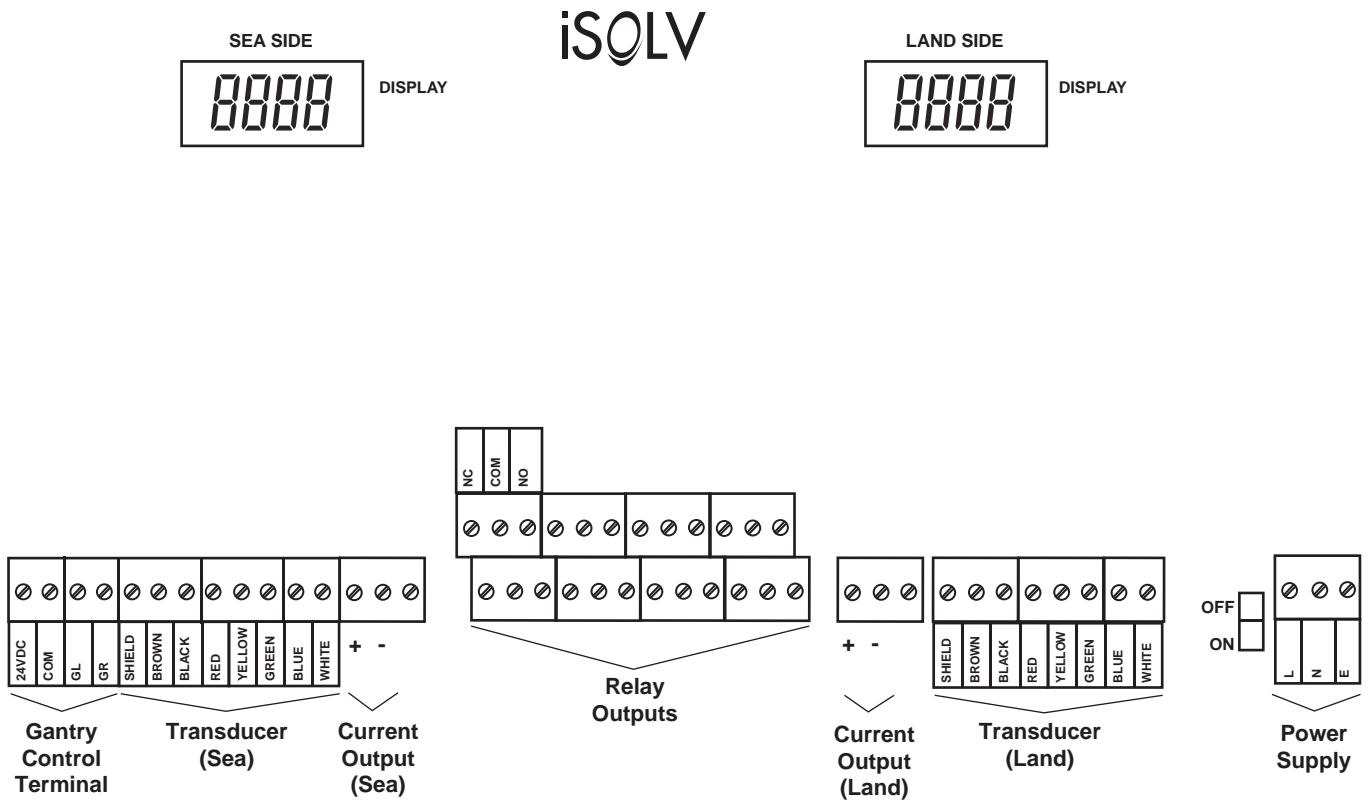 iSOLV
SEA SIDE
8888
DISPLAY
LAND SIDE
8888
DISPLAY
NC
COM
NO
24VDC
COM
GL
GR
SHIELD
BROWN
BLACK
RED
YELLOW
GREEN
BLUE
WHITE
+ -
+ -
SHIELD
BROWN
BLACK
RED
YELLOW
GREEN
BLUE
WHITE
OFF
ON
L
N
E
Gantry
Control
Terminal
Transducer
(Sea)
Current
Output
(Sea)
Relay
Outputs
Current
Output
(Land)
Transducer
(Land)
Power
Supply